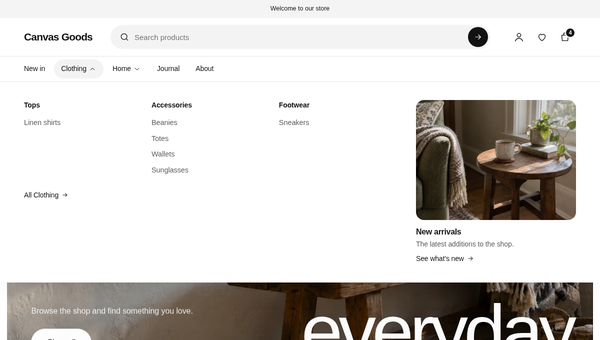 Welcome to our store
Canvas Goods
Search products
4
New in
Clothing
Home
Journal
About
Tops
Linen shirts
Accessories
Beanies
Totes
Wallets
Sunglasses
Footwear
Sneakers
All Clothing →
New arrivals
The latest additions to the shop.
See what's new →
Browse the shop and find something you love.
everyday